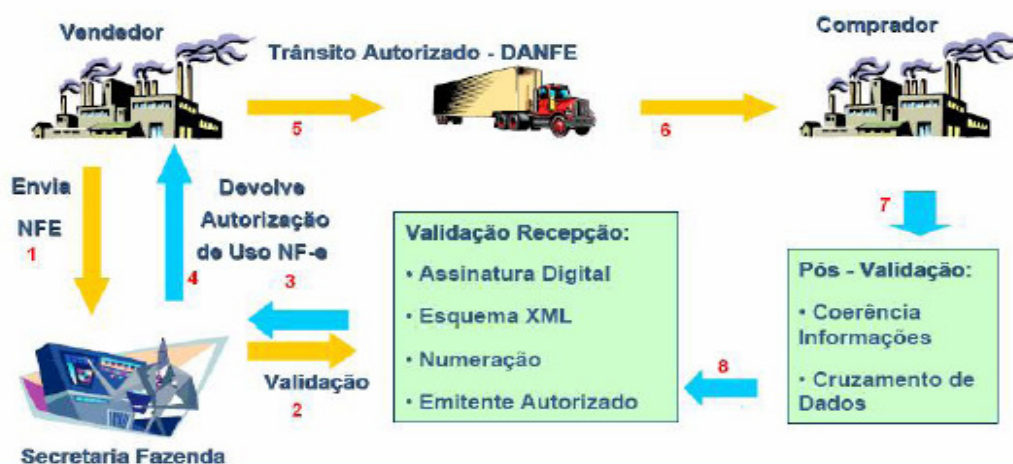 Vendedor
Trânsito Autorizado - DANFE
Comprador
5
6
Envia
NFE
1
4
Devolve
Autorização
de Uso NF-e
3
Validação
2
Secretaria Fazenda
Validação Recepção:
• Assinatura Digital
• Esquema XML
• Numeração
• Emitente Autorizado
7
Pós - Validação:
• Coerência
Informações
• Cruzamento de
Dados
8